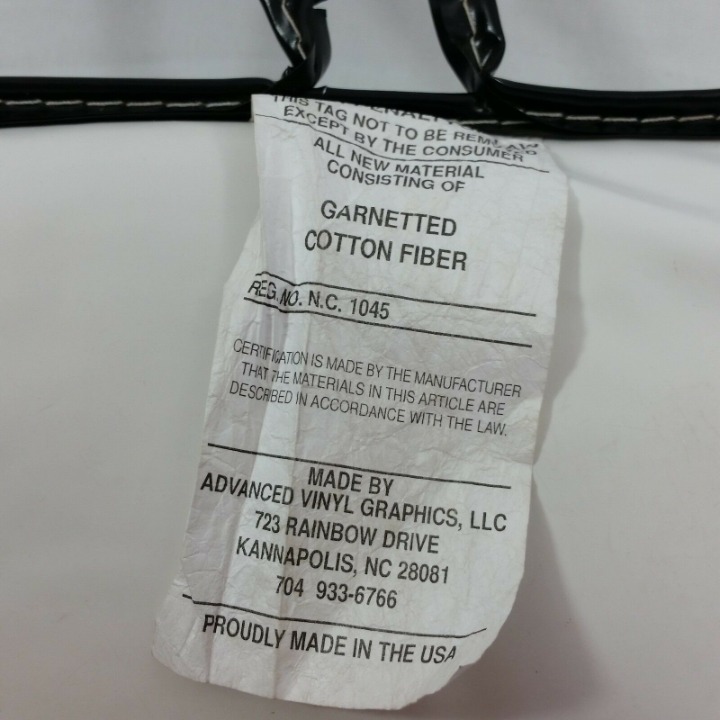 THIS TAG NOT TO BE
EXCEPT BY THE CONSUMER
ALL NEW MATERIAL
CONSISTING OF
GARNETTED
COTTON FIBER
REG. NO. N.C. 1045
CERTIFICATION IS MADE BY THE MANUFACTURER
THAT THE MATERIALS IN THIS ARTICLE ARE
DESCRIBED IN ACCORDANCE WITH THE LAW.
MADE BY
ADVANCED VINYL GRAPHICS, LLC
723 RAINBOW DRIVE
KANNAPOLIS, NC 28081
704 933-6766
PROUDLY MADE IN THE USA